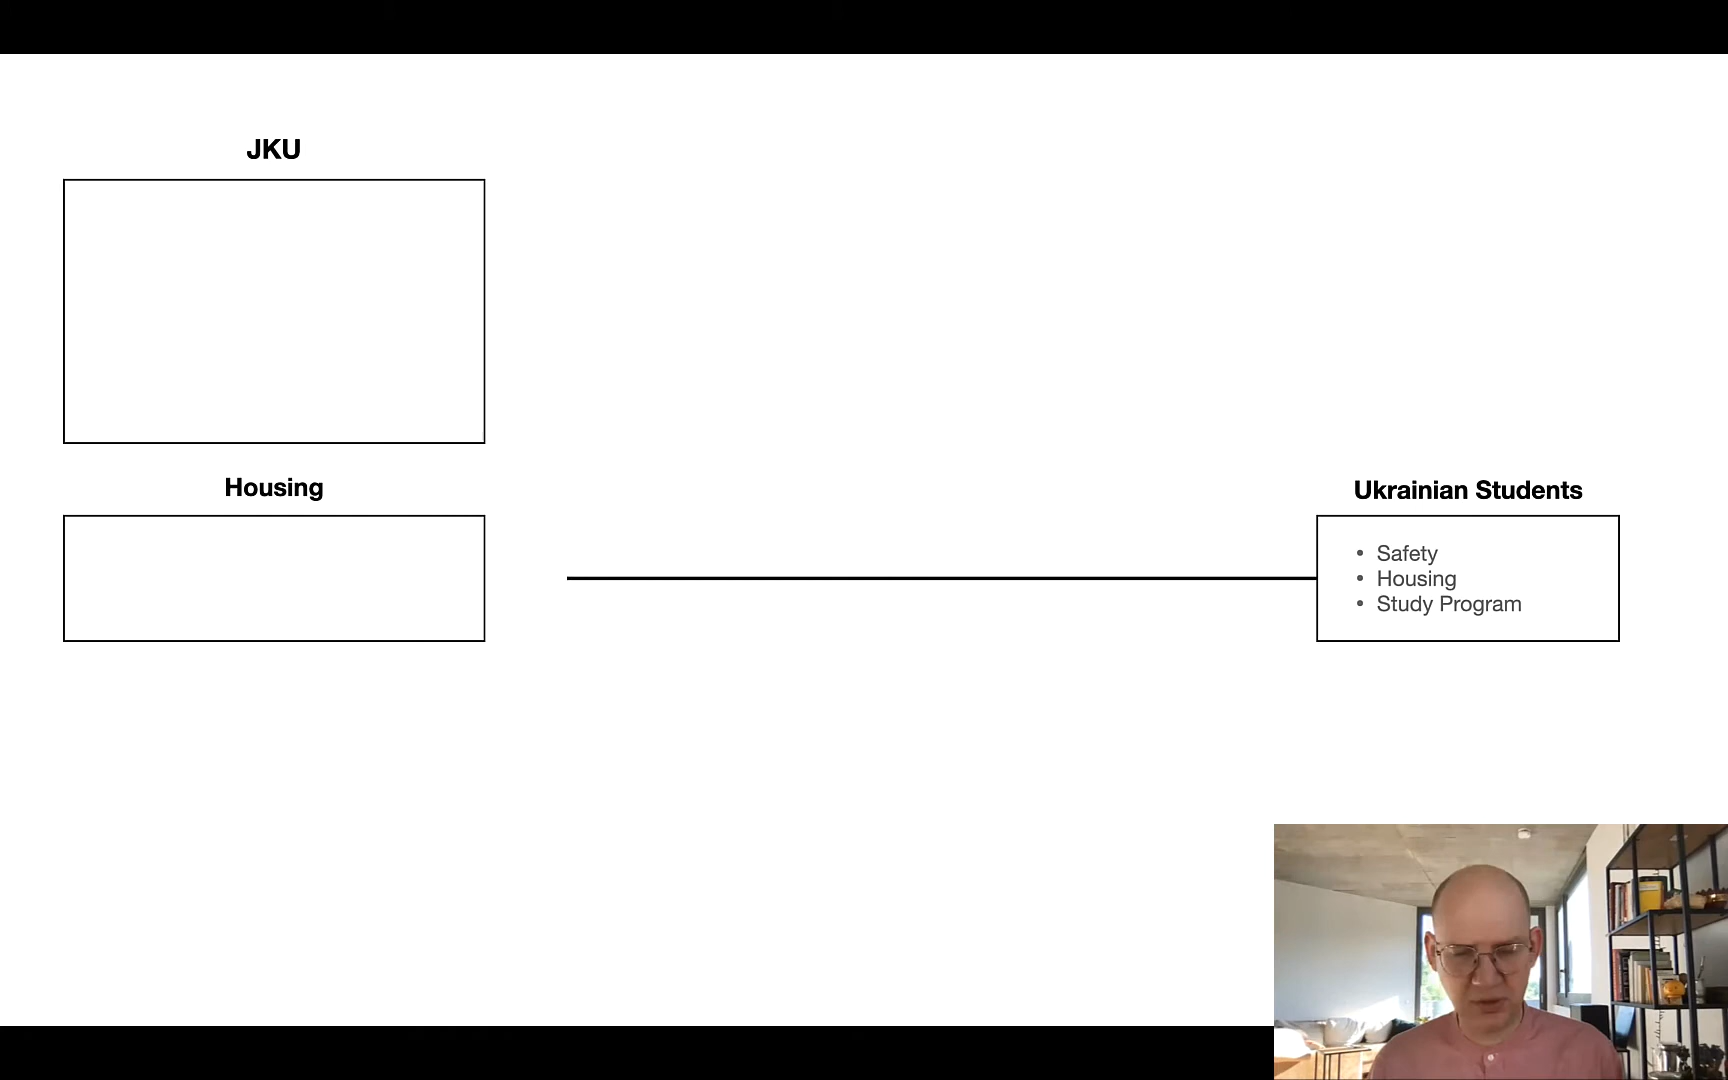 JKU
Housing
Ukrainian Students
• Safety
• Housing
• Study Program